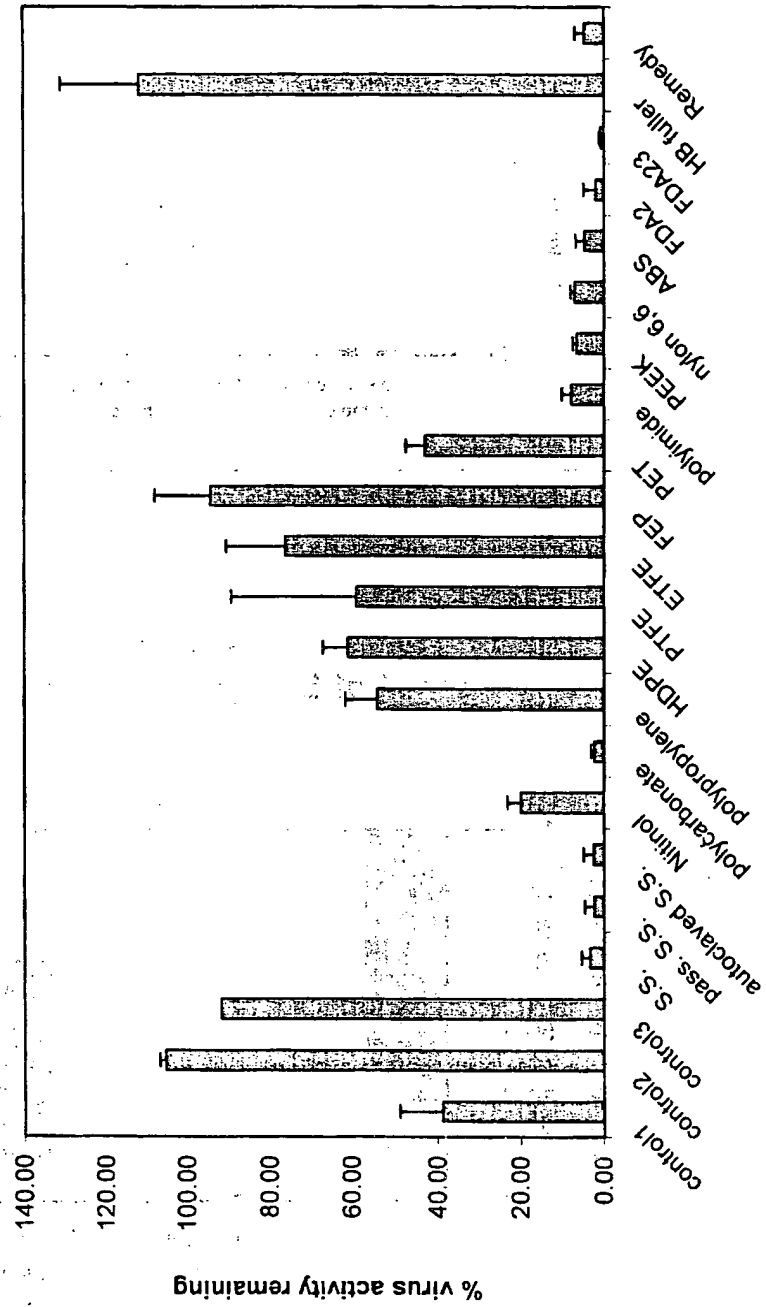 % virus activity remaining
140.00
120.00
100.00
80.00
60.00
40.00
20.00
0.00
control1
control2
control3
S.S.
pass. S.S.
autoclaved S.S.
Nitinol
polycarbonate
polypropylene
HDPE
PTFE
ETFE
FEP
PET
polyimide
PEEK
nylon 6,6
ABS
FDA2
FDA23
HB fuller
Remedy